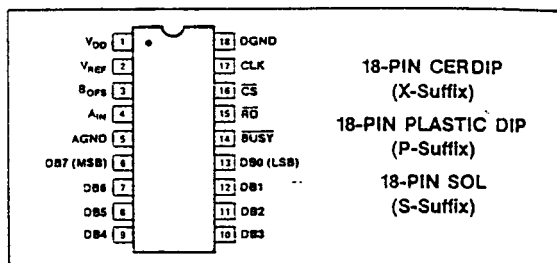 VDD 1 18 DGND
VREF 2 17 CLK
BOFS 3 16 CS
AIN 4 15 RD
AGND 5 14 BUSY
DB7 (MSB) 6 13 DB0 (LSB)
DB6 7 12 DB1
DB5 8 11 DB2
DB4 9 10 DB3
18-PIN CERDIP
(X-Suffix)
18-PIN PLASTIC DIP
(P-Suffix)
18-PIN SOL
(S-Suffix)